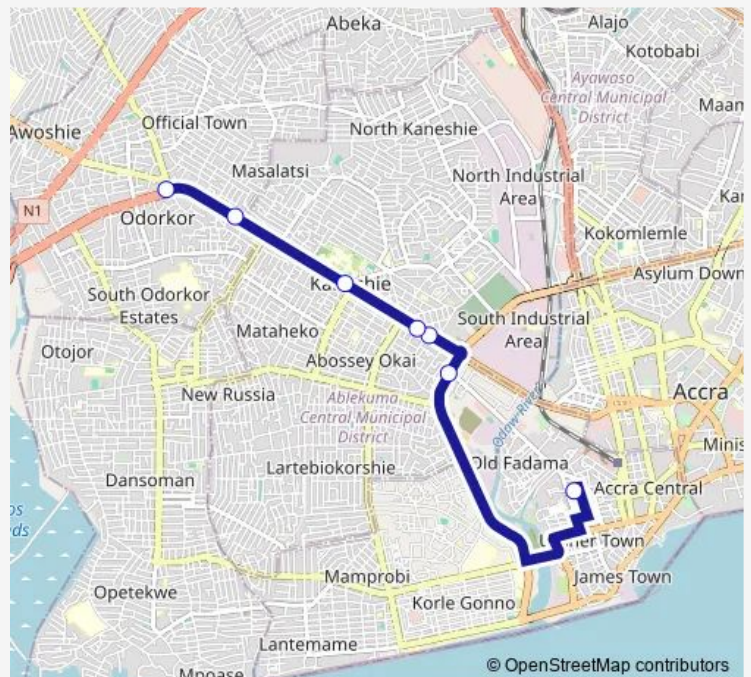 Abeka
Alajo
Kotobabi
Ayawaso
Central Municipal
District
Maam
Awoshie
Official Town
North Kaneshie
Masalatsi
North Industrial
Area
N1
Odorkor
Kokomlemle
Asylum Down
South Odorkor
Estates
South Industrial
Area
Mataheko
Otojor
Abossey Okai
New Russia
Ablekuma
Central Municipal
District
Accra
Odaw River
Minis
Old Fadama
Lartebiokorshie
Dansoman
Accra Central
James Town
Mamprobi
Opetekwe
Korle Gonno
Lantemame
Mpoase
© OpenStreetMap contributors